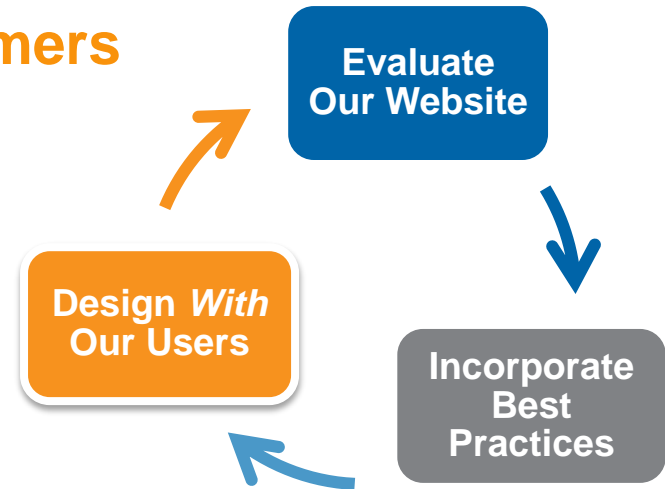 mers
Evaluate
Our Website
Design With
Our Users
Incorporate
Best
Practices